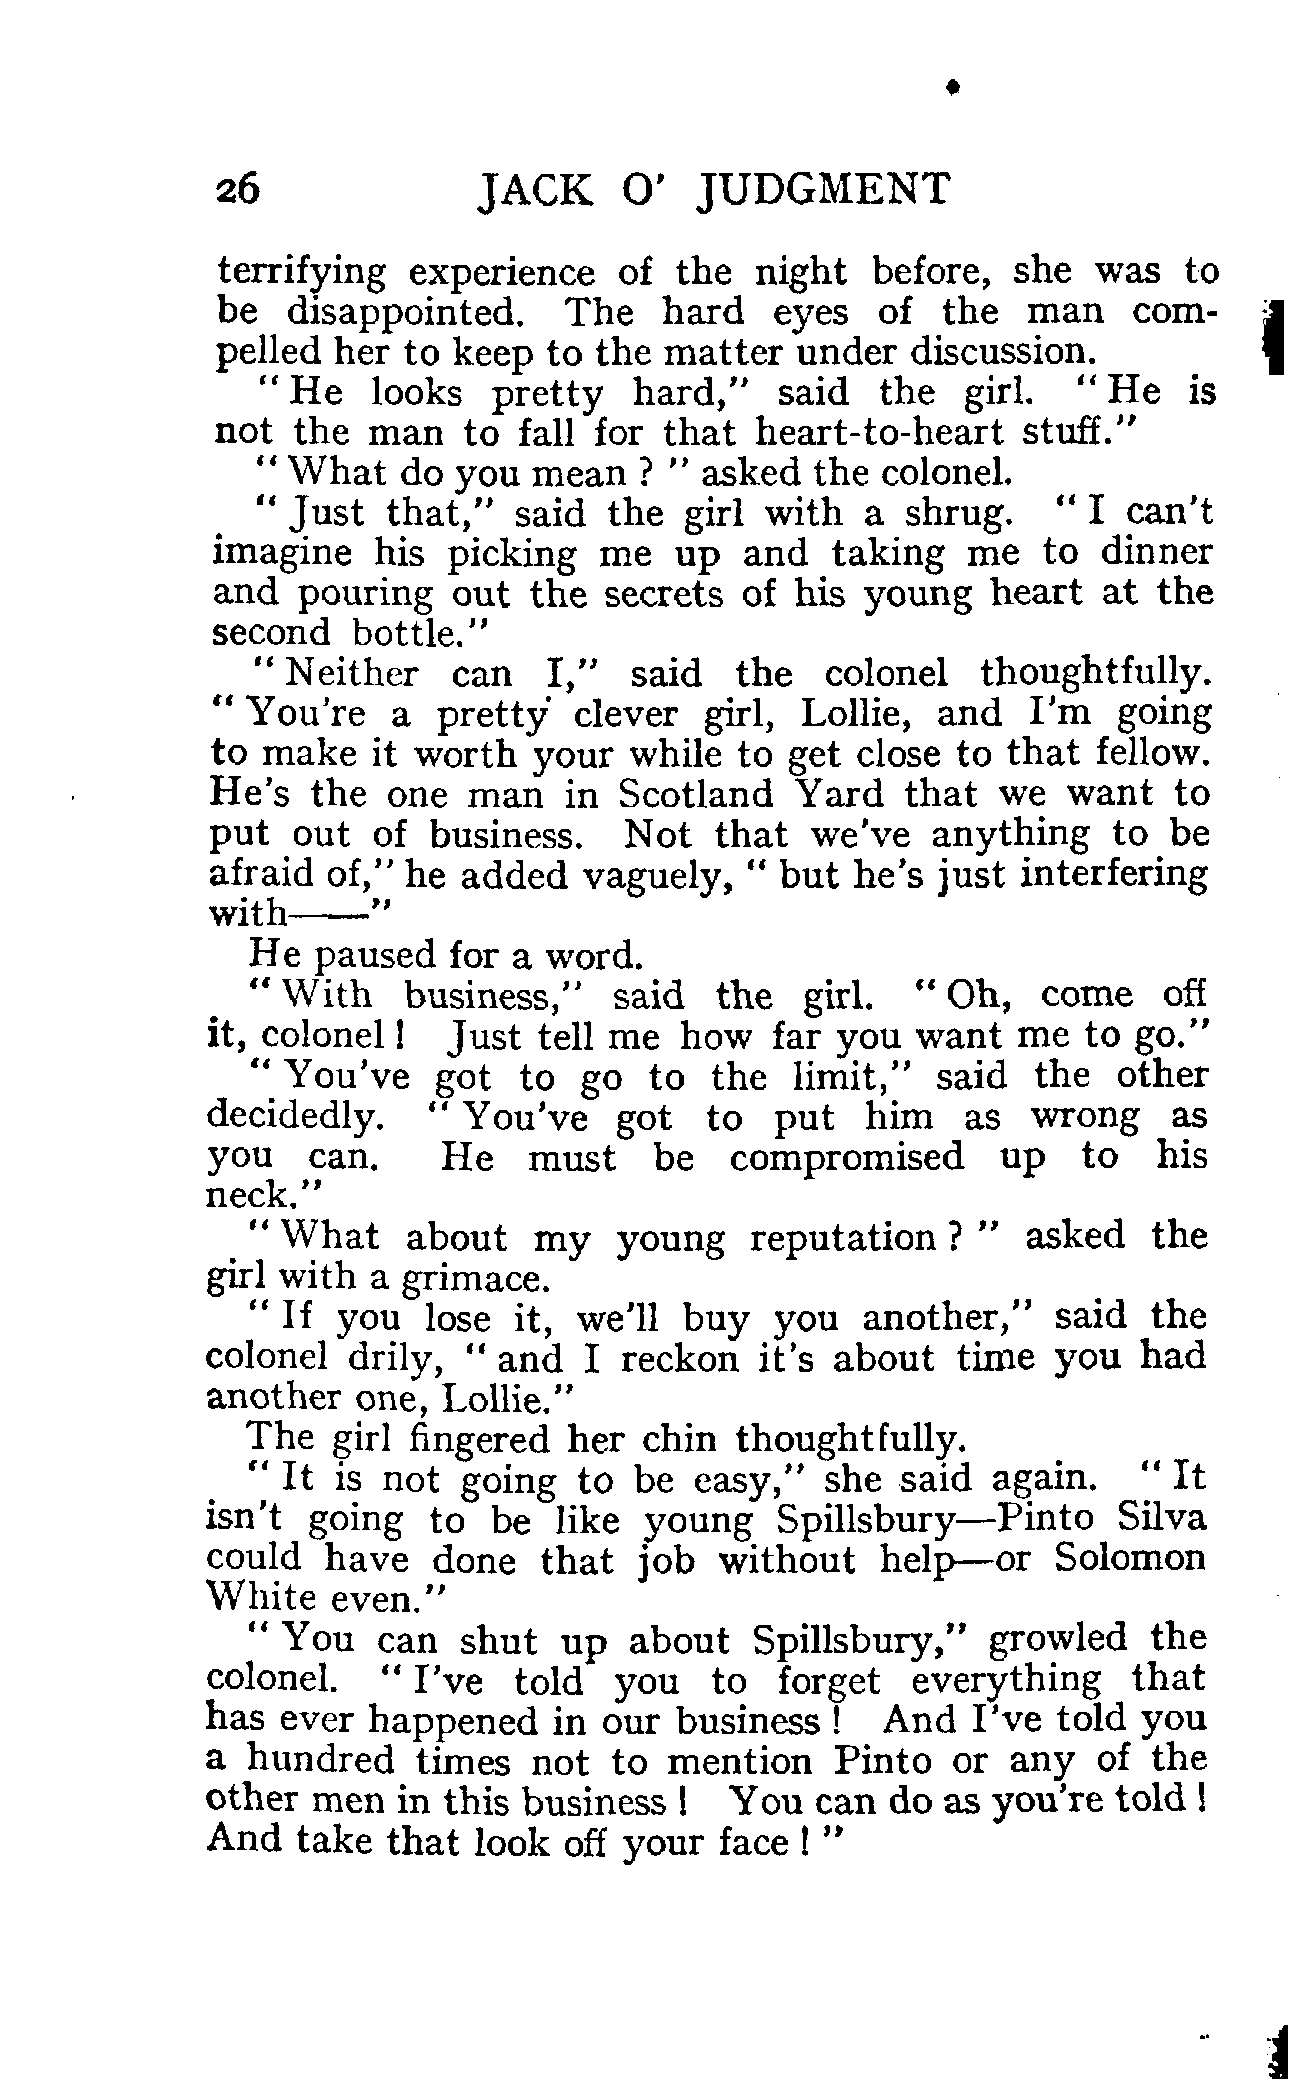 26 JACK O' JUDGMENT
terrifying experience of the night before, she was to
be disappointed. The hard eyes of the man com-
pelled her to keep to the matter under discussion.
"He looks pretty hard," said the girl. "He is
not the man to fall for that heart-to-heart stuff."
"What do you mean ? " asked the colonel.
"Just that," said the girl with a shrug. "I can't
imagine his picking me up and taking me to dinner
and pouring out the secrets of his young heart at the
second bottle."
"Neither can I," said the colonel thoughtfully.
"You're a pretty clever girl, Lollie, and I'm going
to make it worth your while to get close to that fellow.
He's the one man in Scotland Yard that we want to
put out of business. Not that we've anything to be
afraid of," he added vaguely, "but he's just interfering
with——"
He paused for a word.
"With business," said the girl. "Oh, come off
it, colonel ! Just tell me how far you want me to go."
"You've got to go to the limit," said the other
decidedly. "You've got to put him as wrong as
you can. He must be compromised up to his
neck."
"What about my young reputation ? " asked the
girl with a grimace.
"If you lose it, we'll buy you another," said the
colonel drily, "and I reckon it's about time you had
another one, Lollie."
The girl fingered her chin thoughtfully.
"It is not going to be easy," she said again. "It
isn't going to be like young Spillsbury—Pinto Silva
could have done that job without help—or Solomon
White even."
"You can shut up about Spillsbury," growled the
colonel. "I've told you to forget everything that
has ever happened in our business ! And I've told you
a hundred times not to mention Pinto or any of the
other men in this business ! You can do as you're told !
And take that look off your face ! "